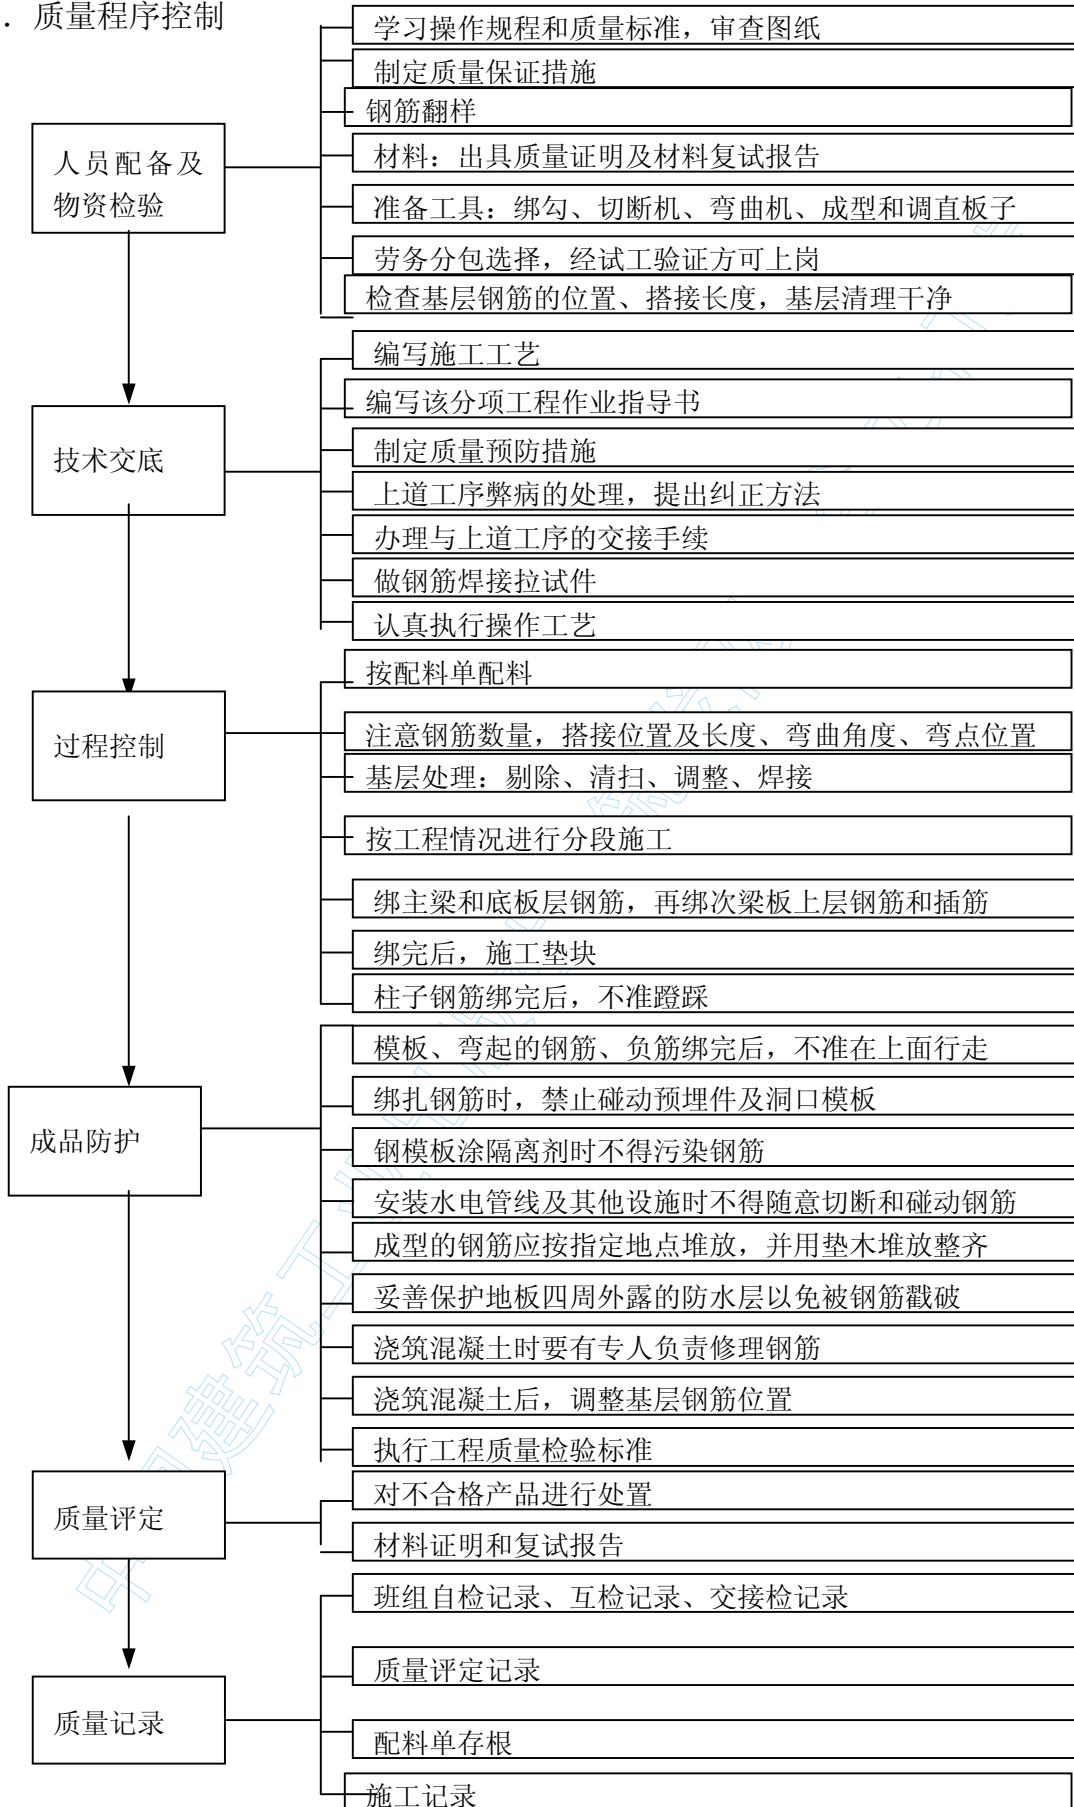 . 质量程序控制
学习操作规程和质量标准，审查图纸
制定质量保证措施
钢筋翻样
人员配备及
物资检验
材料：出具质量证明及材料复试报告
准备工具：绑勾、切断机、弯曲机、成型和调直板子
劳务分包选择，经试工验证方可上岗
检查基层钢筋的位置、搭接长度，基层清理干净
编写施工工艺
编写该分项工程作业指导书
技术交底
制定质量预防措施
上道工序弊病的处理，提出纠正方法
办理与上道工序的交接手续
做钢筋焊接拉试件
认真执行操作工艺
按配料单配料
过程控制
注意钢筋数量，搭接位置及长度、弯曲角度、弯点位置
基层处理：剔除、清扫、调整、焊接
按工程情况进行分段施工
绑主梁和底板层钢筋，再绑次梁板上层钢筋和插筋
绑完后，施工垫块
柱子钢筋绑完后，不准蹬踩
模板、弯起的钢筋、负筋绑完后，不准在上面行走
绑扎钢筋时，禁止碰动预埋件及洞口模板
成品防护
钢模板涂隔离剂时不得污染钢筋
安装水电管线及其他设施时不得随意切断和碰动钢筋
成型的钢筋应按指定地点堆放，并用垫木堆放整齐
妥善保护地板四周外露的防水层以免被钢筋戳破
浇筑混凝土时要有专人负责修理钢筋
浇筑混凝土后，调整基层钢筋位置
执行工程质量检验标准
质量评定
对不合格产品进行处置
材料证明和复试报告
班组自检记录、互检记录、交接检记录
质量评定记录
质量记录
配料单存根
施工记录